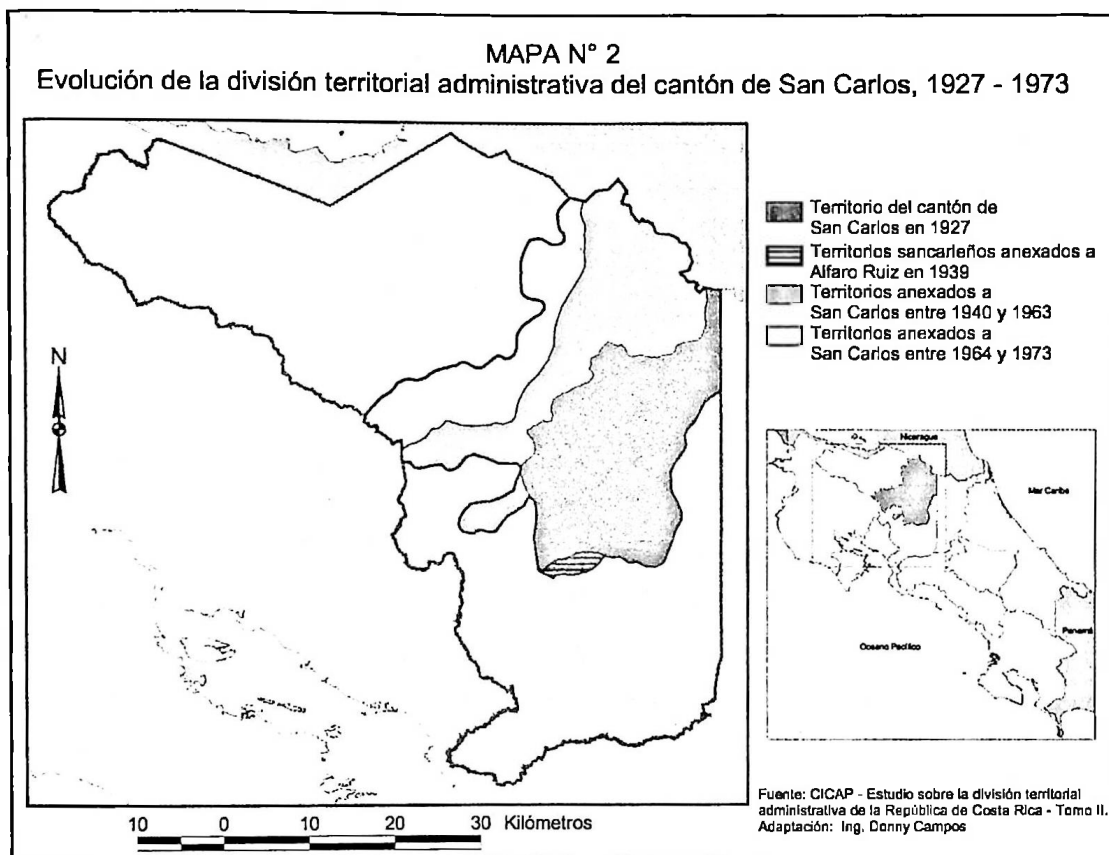 MAPA N° 2
Evolución de la división territorial administrativa del cantón de San Carlos, 1927 - 1973
Territorio del cantón de
San Carlos en 1927
Territorios sancarleños anexados a
Alfaro Ruiz en 1939
Territorios anexados a
San Carlos entre 1940 y 1963
Territorios anexados a
San Carlos entre 1964 y 1973
N
Nicaragua
Mar Caribe
Panamá
Oceano Pacífico
Fuente: CICAP - Estudio sobre la división territorial
administrativa de la República de Costa Rica - Tomo II.
Adaptación: Ing. Donny Campos
10 0 10 20 30 Kilómetros